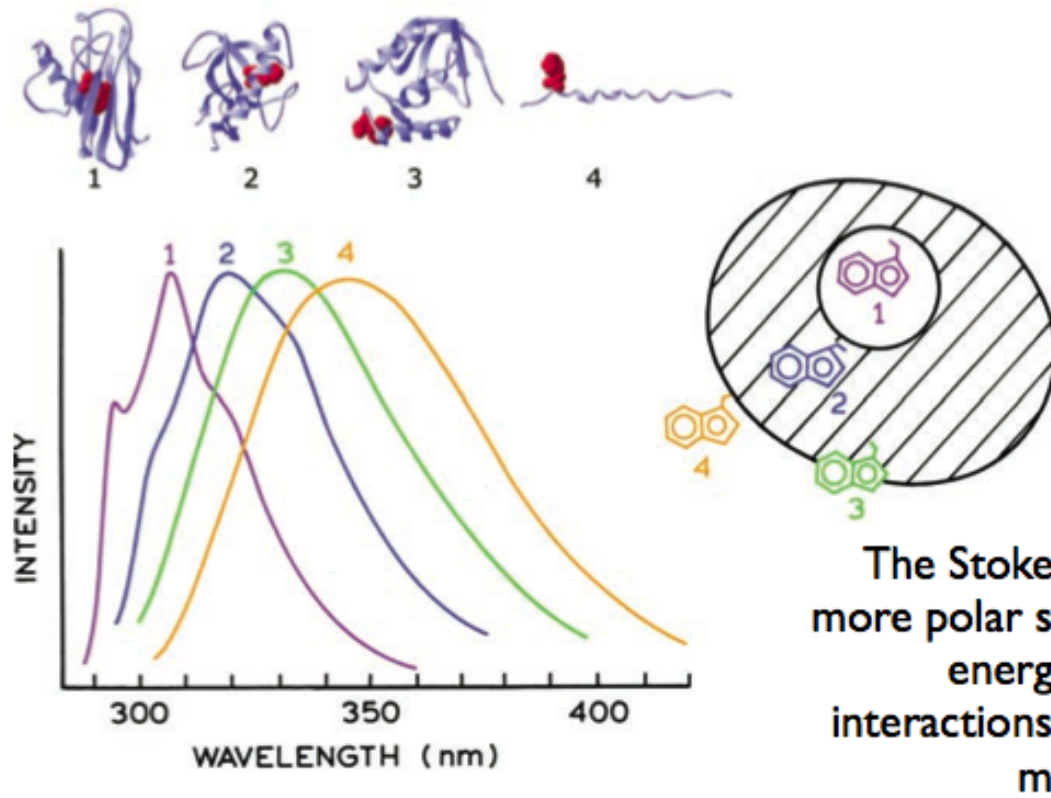 1 2 3 4
1 2 3 4
INTENSITY
300 350 400
WAVELENGTH (nm)
1
2
4
3
The Stoke
more polar s
energ
interactions
m